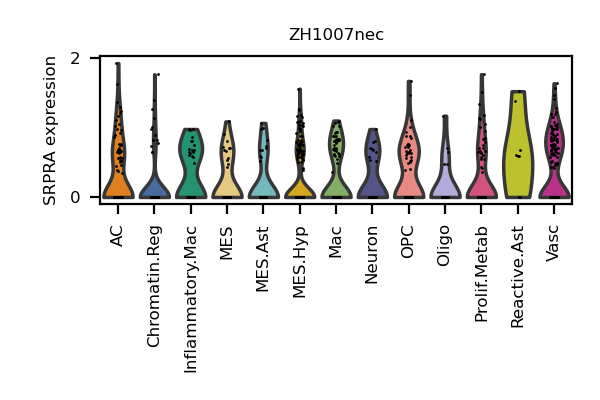 ZH1007nec
SRPRA expression
2
0
AC
Chromatin.Reg
Inflammatory.Mac
MES
MES.Ast
MES.Hyp
Mac
Neuron
OPC
Oligo
Prolif.Metab
Reactive.Ast
Vasc